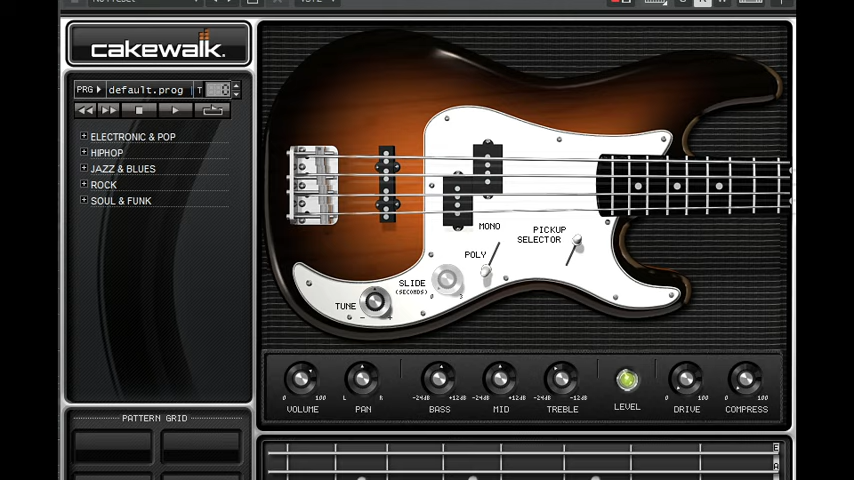 cakewalk.
PRG default.prog T
ELECTRONIC & POP
HIPHOP
JAZZ & BLUES
ROCK
SOUL & FUNK
PATTERN GRID
MONO
POLY
PICKUP
SELECTOR
SLIDE
(SECONDS)
0 3
TUNE
- +
0 100
VOLUME
L R
PAN
-24dB +12dB
BASS
-24dB +12dB
MID
-24dB +12dB
TREBLE
LEVEL
0 100
DRIVE
0 100
COMPRESS
E
A